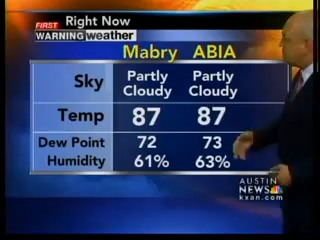 Right Now
FIRST
WARNING weather
Mabry ABIA
Sky Partly Cloudy Partly Cloudy
Temp 87 87
Dew Point 72 73
Humidity 61% 63%
AUSTIN
NEWS
kxan.com